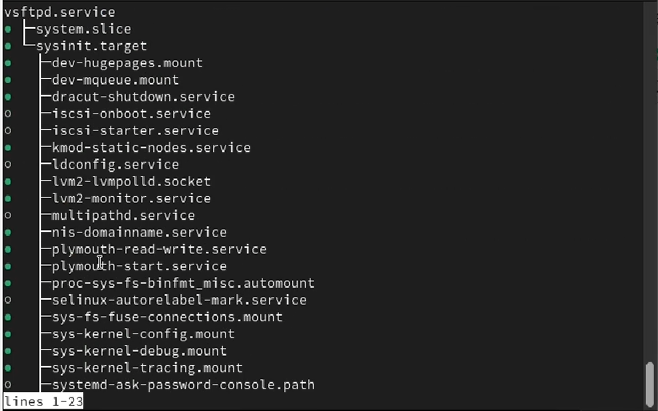 vsftpd.service
● ├─system.slice
● └─sysinit.target
●   ├─dev-hugepages.mount
●   ├─dev-mqueue.mount
●   ├─dracut-shutdown.service
○   ├─iscsi-onboot.service
○   ├─iscsi-starter.service
●   ├─kmod-static-nodes.service
○   ├─ldconfig.service
●   ├─lvm2-lvmpolld.socket
●   ├─lvm2-monitor.service
○   ├─multipathd.service
●   ├─nis-domainname.service
●   ├─plymouth-read-write.service
●   ├─plymouth-start.service
●   ├─proc-sys-fs-binfmt_misc.automount
○   ├─selinux-autorelabel-mark.service
●   ├─sys-fs-fuse-connections.mount
●   ├─sys-kernel-config.mount
●   ├─sys-kernel-debug.mount
●   ├─sys-kernel-tracing.mount
○   ├─systemd-ask-password-console.path
lines 1-23